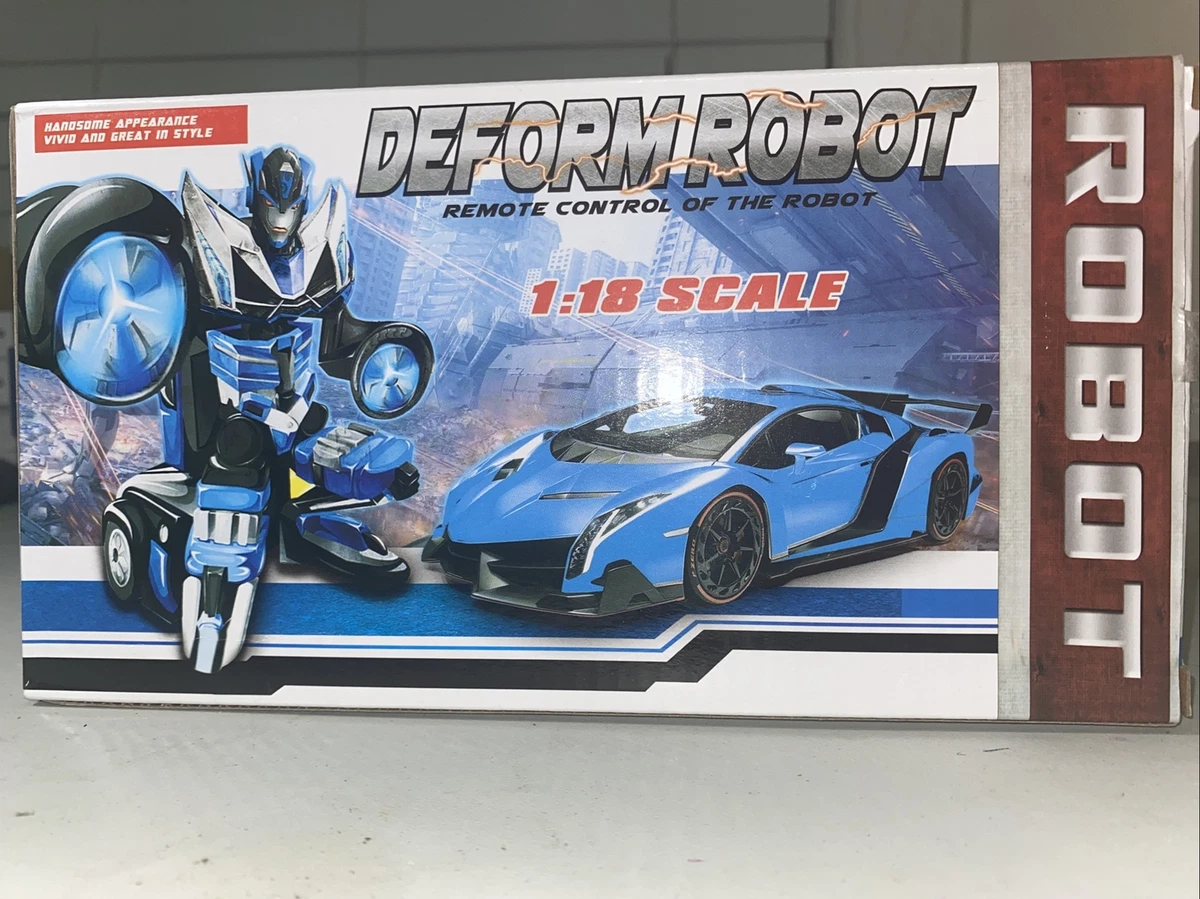 HANDSOME APPEARANCE
VIVID AND GREAT IN STYLE
DEFORM ROBOT
REMOTE CONTROL OF THE ROBOT
1:18 SCALE
ROBOT